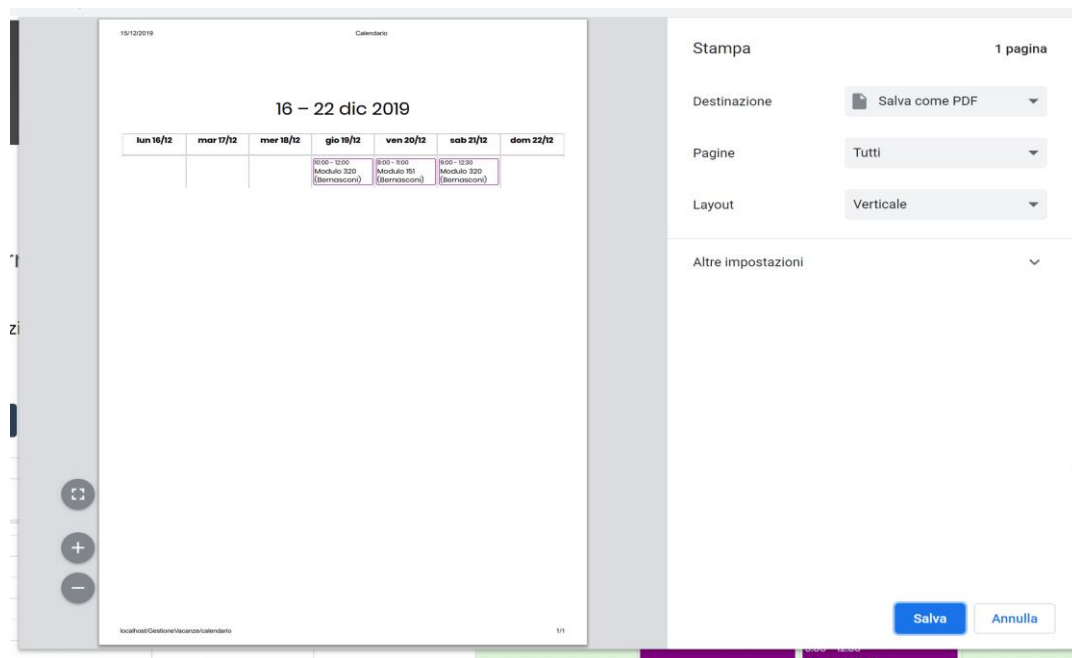 15/12/2019 Calendario
16 – 22 dic 2019
lun 16/12 mar 17/12 mer 18/12 gio 19/12 ven 20/12 sab 21/12 dom 22/12
10:00 - 12:00
Modulo 320
(Bernasconi)
8:00 - 11:00
Modulo 151
(Bernasconi)
8:00 - 12:30
Modulo 320
(Bernasconi)
localhost/GestioneVacanze/calendario 1/1
Stampa 1 pagina
Destinazione Salva come PDF
Pagine Tutti
Layout Verticale
Altre impostazioni
Salva Annulla
zi